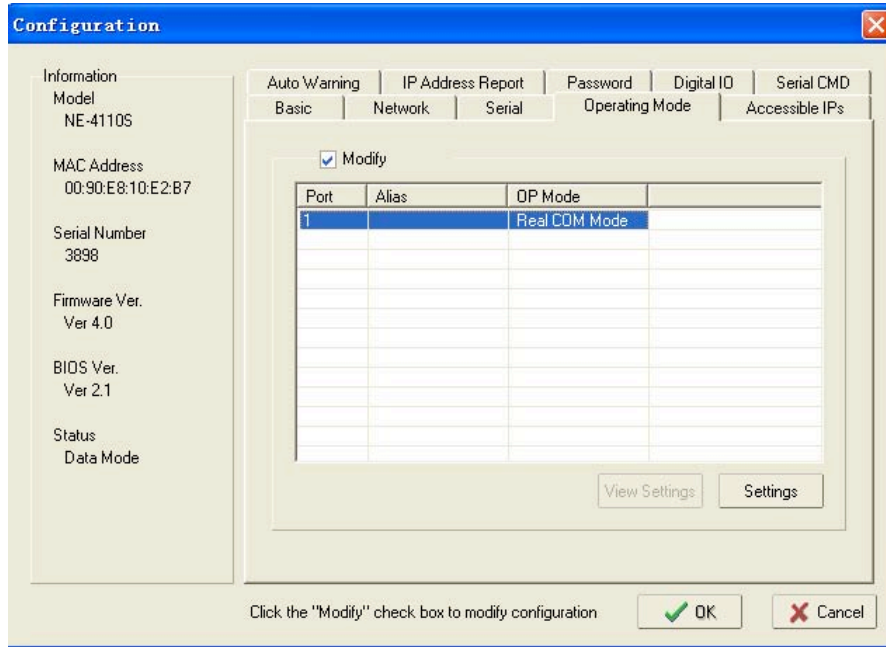 Configuration
Information
Model
NE-4110S
MAC Address
00:90:E8:10:E2:B7
Serial Number
3898
Firmware Ver.
Ver 4.0
BIOS Ver.
Ver 2.1
Status
Data Mode
Auto Warning IP Address Report Password Digital IO Serial CMD
Basic Network Serial Operating Mode Accessible IPs
Modify
Port Alias OP Mode
1 Real COM Mode
View Settings Settings
Click the "Modify" check box to modify configuration OK Cancel